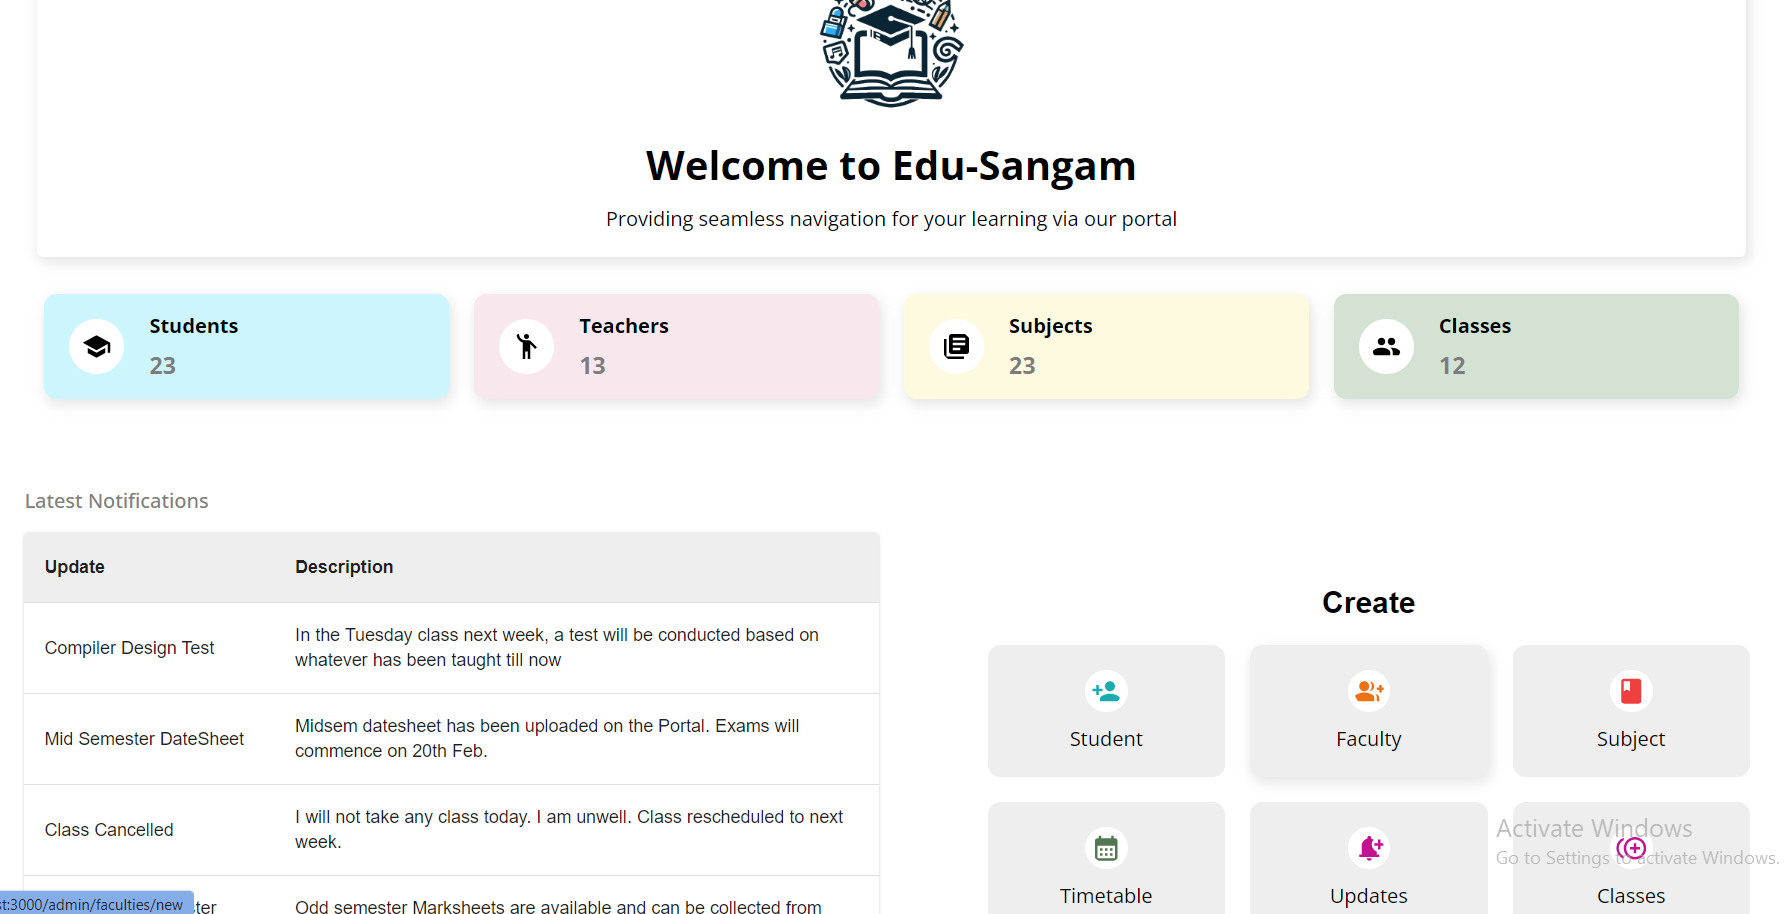 Welcome to Edu-Sangam
Providing seamless navigation for your learning via our portal
Students
23
Teachers
13
Subjects
23
Classes
12
Latest Notifications
Update
Description
Compiler Design Test
In the Tuesday class next week, a test will be conducted based on
whatever has been taught till now
Mid Semester DateSheet
Midsem datesheet has been uploaded on the Portal. Exams will
commence on 20th Feb.
Class Cancelled
I will not take any class today. I am unwell. Class rescheduled to next
week.
Odd semester Marksheets are available and can be collected from
Create
Student
Faculty
Subject
Timetable
Updates
Classes
Activate Windows
Go to Settings to activate Windows.
st:3000/admin/faculties/new